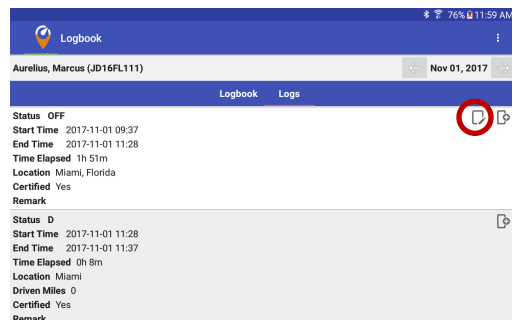 76% 11:59 AM
Logbook
Aurelius, Marcus (JD16FL111)
Nov 01, 2017
Logbook Logs
Status OFF
Start Time 2017-11-01 09:37
End Time 2017-11-01 11:28
Time Elapsed 1h 51m
Location Miami, Florida
Certified Yes
Remark
Status D
Start Time 2017-11-01 11:28
End Time 2017-11-01 11:37
Time Elapsed 0h 8m
Location Miami
Driven Miles 0
Certified Yes
Remark